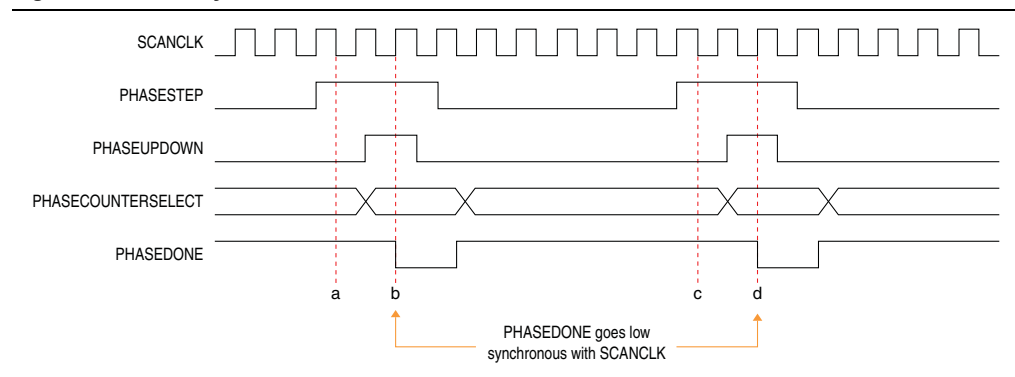 SCANCLK
PHASESTEP
PHASEUPDOWN
PHASECOUNTERSELECT
PHASEDONE
a b c d
PHASEDONE goes low
synchronous with SCANCLK